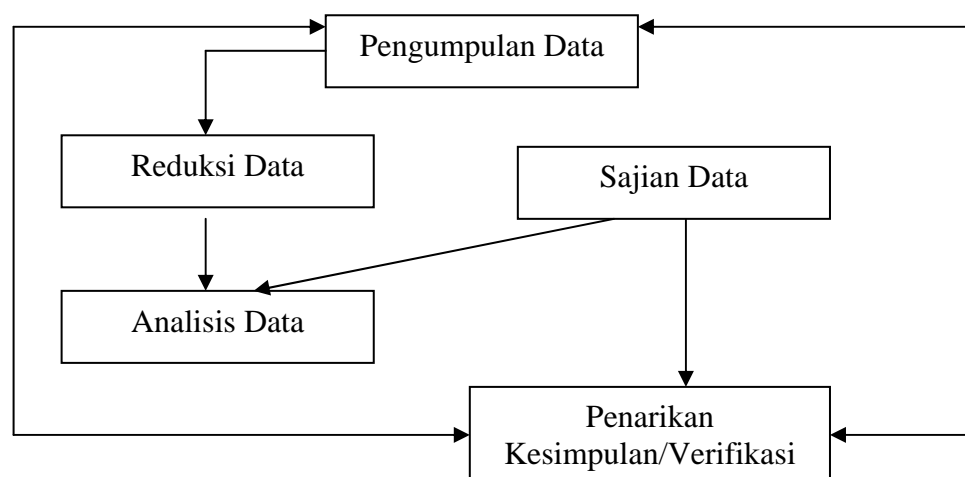 Pengumpulan Data
Reduksi Data
Sajian Data
Analisis Data
Penarikan
Kesimpulan/Verifikasi